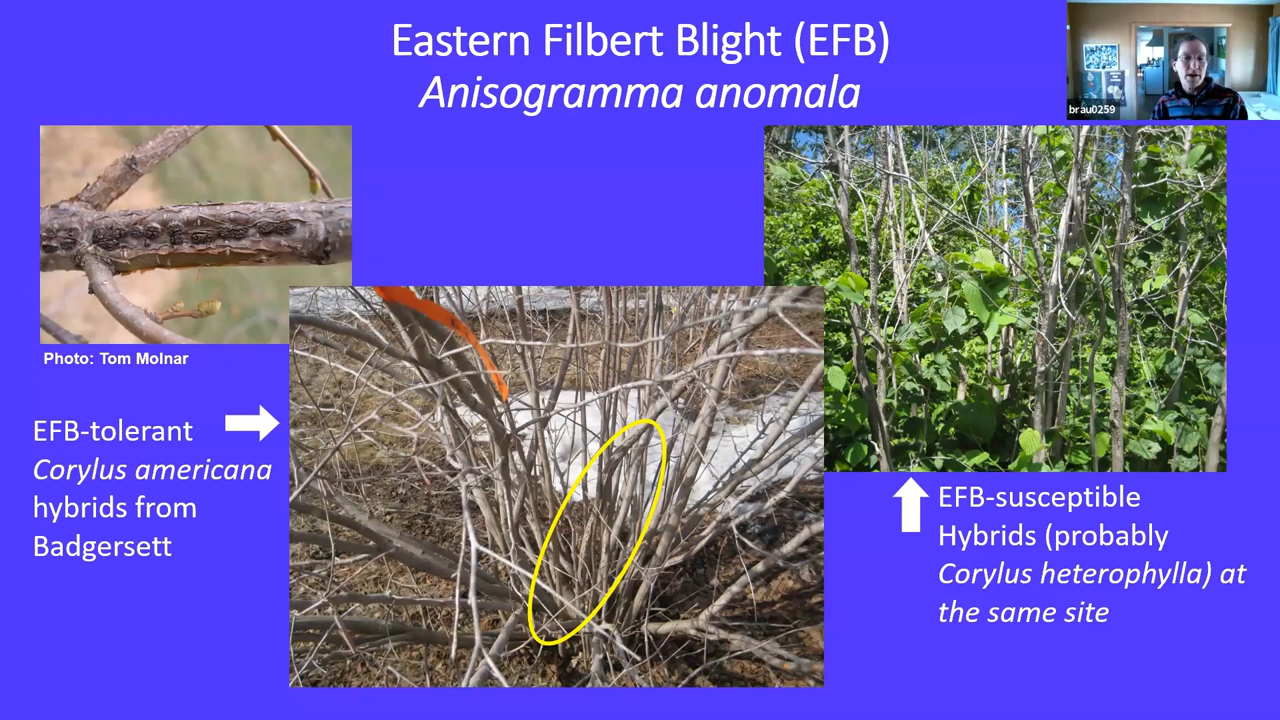 Eastern Filbert Blight (EFB)
Anisogramma anomala
brau0259
Photo: Tom Molnar
EFB-tolerant
Corylus americana
hybrids from
Badgersett
EFB-susceptible
Hybrids (probably
Corylus heterophylla) at
the same site